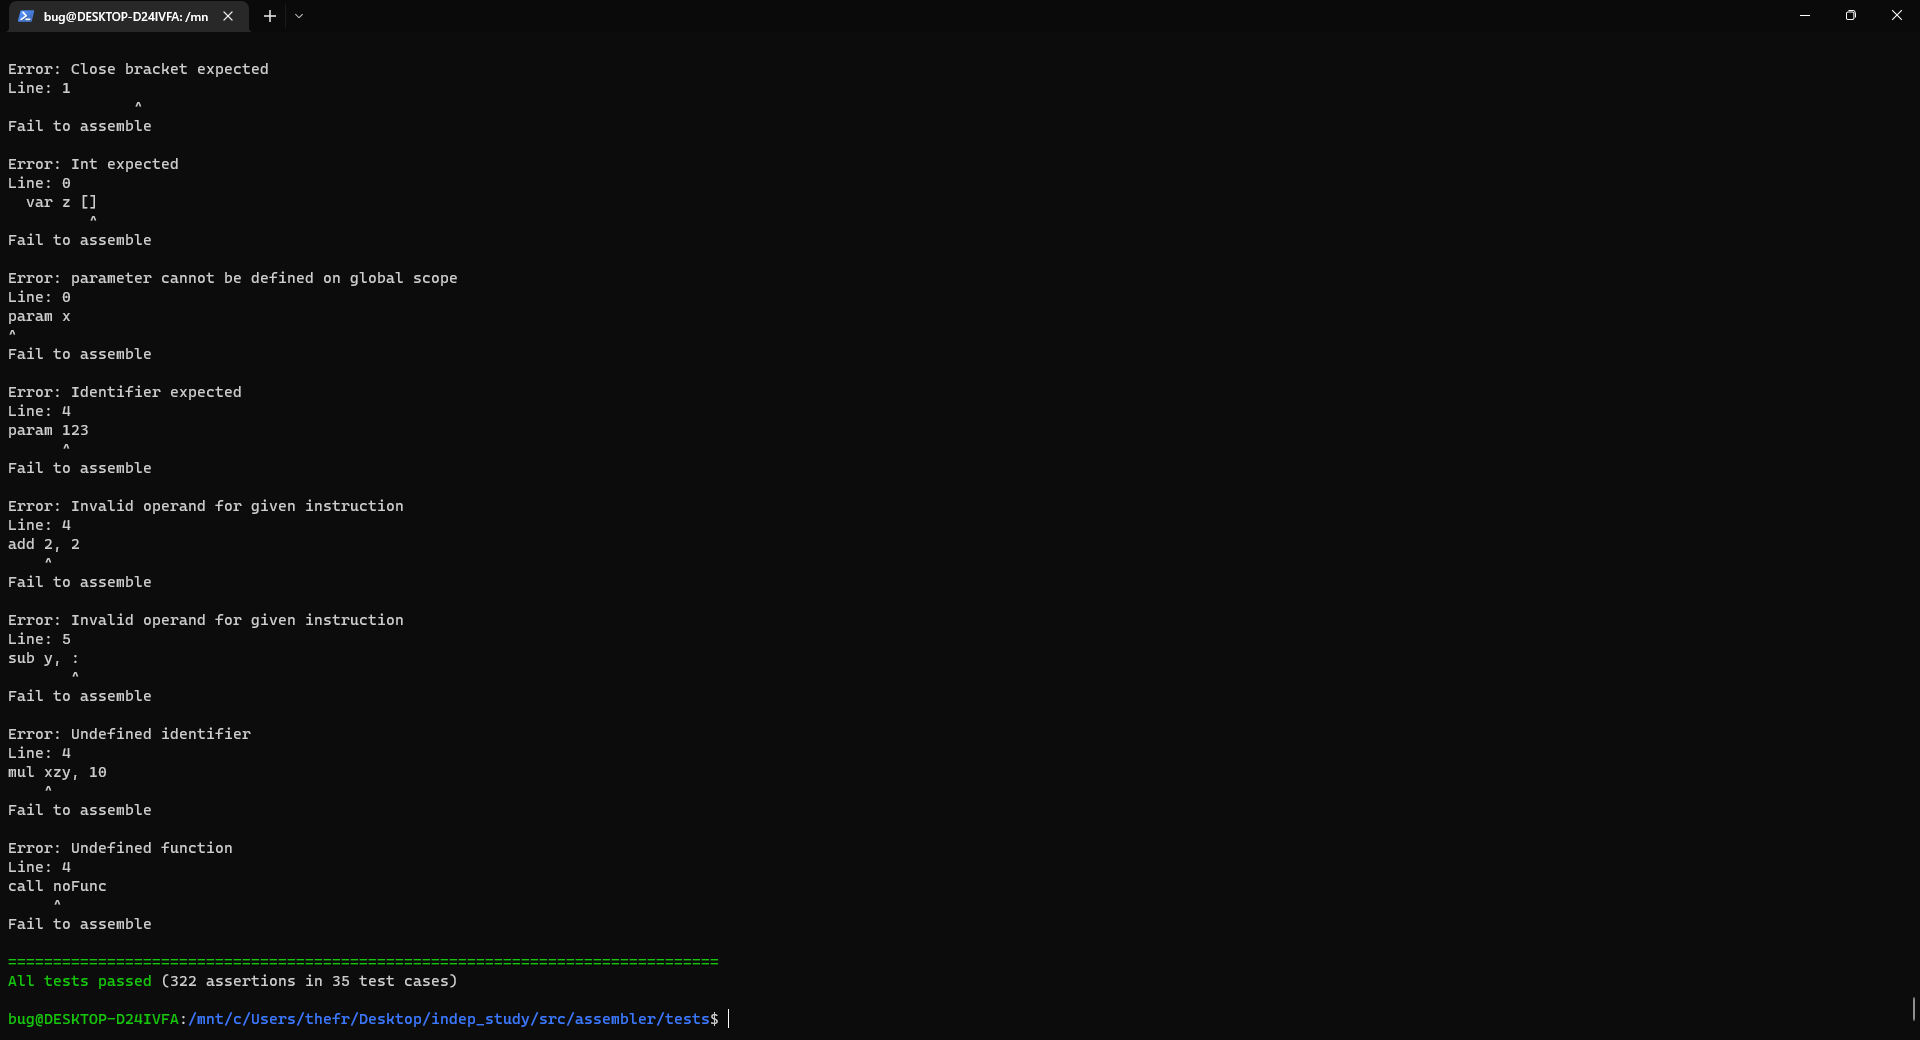 bug@DESKTOP-D24IVFA: /mn
Error: Close bracket expected
Line: 1
^
Fail to assemble
Error: Int expected
Line: 0
  var z []
         ^
Fail to assemble
Error: parameter cannot be defined on global scope
Line: 0
param x
^
Fail to assemble
Error: Identifier expected
Line: 4
param 123
      ^
Fail to assemble
Error: Invalid operand for given instruction
Line: 4
add 2, 2
    ^
Fail to assemble
Error: Invalid operand for given instruction
Line: 5
sub y, :
       ^
Fail to assemble
Error: Undefined identifier
Line: 4
mul xzy, 10
    ^
Fail to assemble
Error: Undefined function
Line: 4
call noFunc
     ^
Fail to assemble
===============================================================================
All tests passed (322 assertions in 35 test cases)
bug@DESKTOP-D24IVFA:/mnt/c/Users/thefr/Desktop/indep_study/src/assembler/tests$